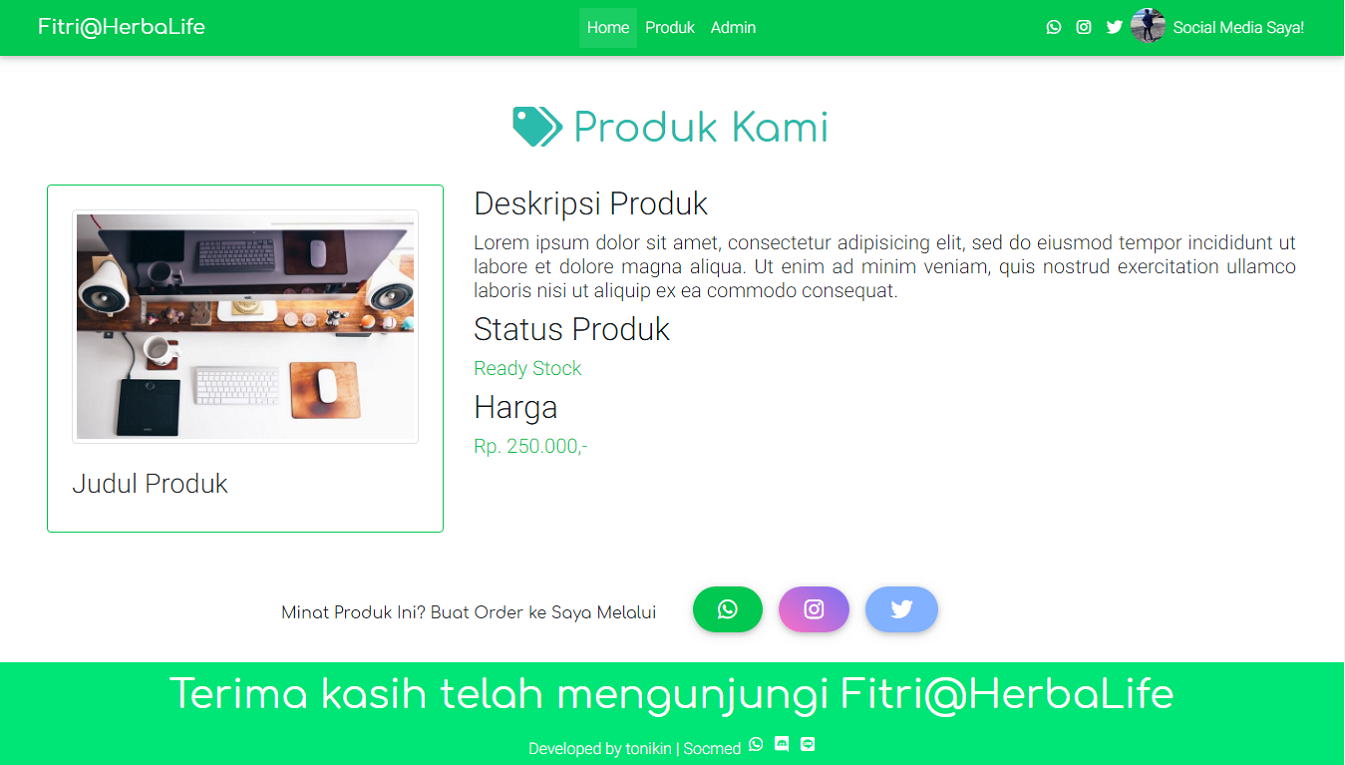 Fitri@HerbaLife
Home Produk Admin
Social Media Saya!
Produk Kami
Judul Produk
Deskripsi Produk
Lorem ipsum dolor sit amet, consectetur adipisicing elit, sed do eiusmod tempor incididunt ut
labore et dolore magna aliqua. Ut enim ad minim veniam, quis nostrud exercitation ullamco
laboris nisi ut aliquip ex ea commodo consequat.
Status Produk
Ready Stock
Harga
Rp. 250.000,-
Minat Produk Ini? Buat Order ke Saya Melalui
Terima kasih telah mengunjungi Fitri@HerbaLife
Developed by tonikin | Socmed